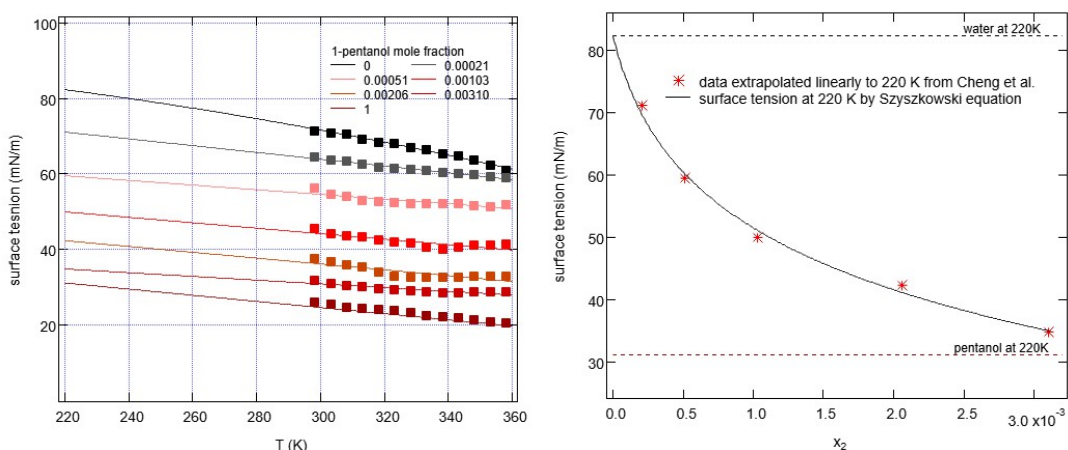 100
80
60
40
20
surface tesnion (mN/m)
1-pentanol mole fraction
0 0.00021
0.00051 0.00103
0.00206 0.00310
1
220 240 260 280 300 320 340 360
T (K)
80
70
60
50
40
30
surface tension (mN/m)
water at 220K
data extrapolated linearly to 220 K from Cheng et al.
surface tension at 220 K by Szyszkowski equation
pentanol at 220K
0.0 0.5 1.0 1.5 2.0 2.5 3.0 x10⁻³
x₂